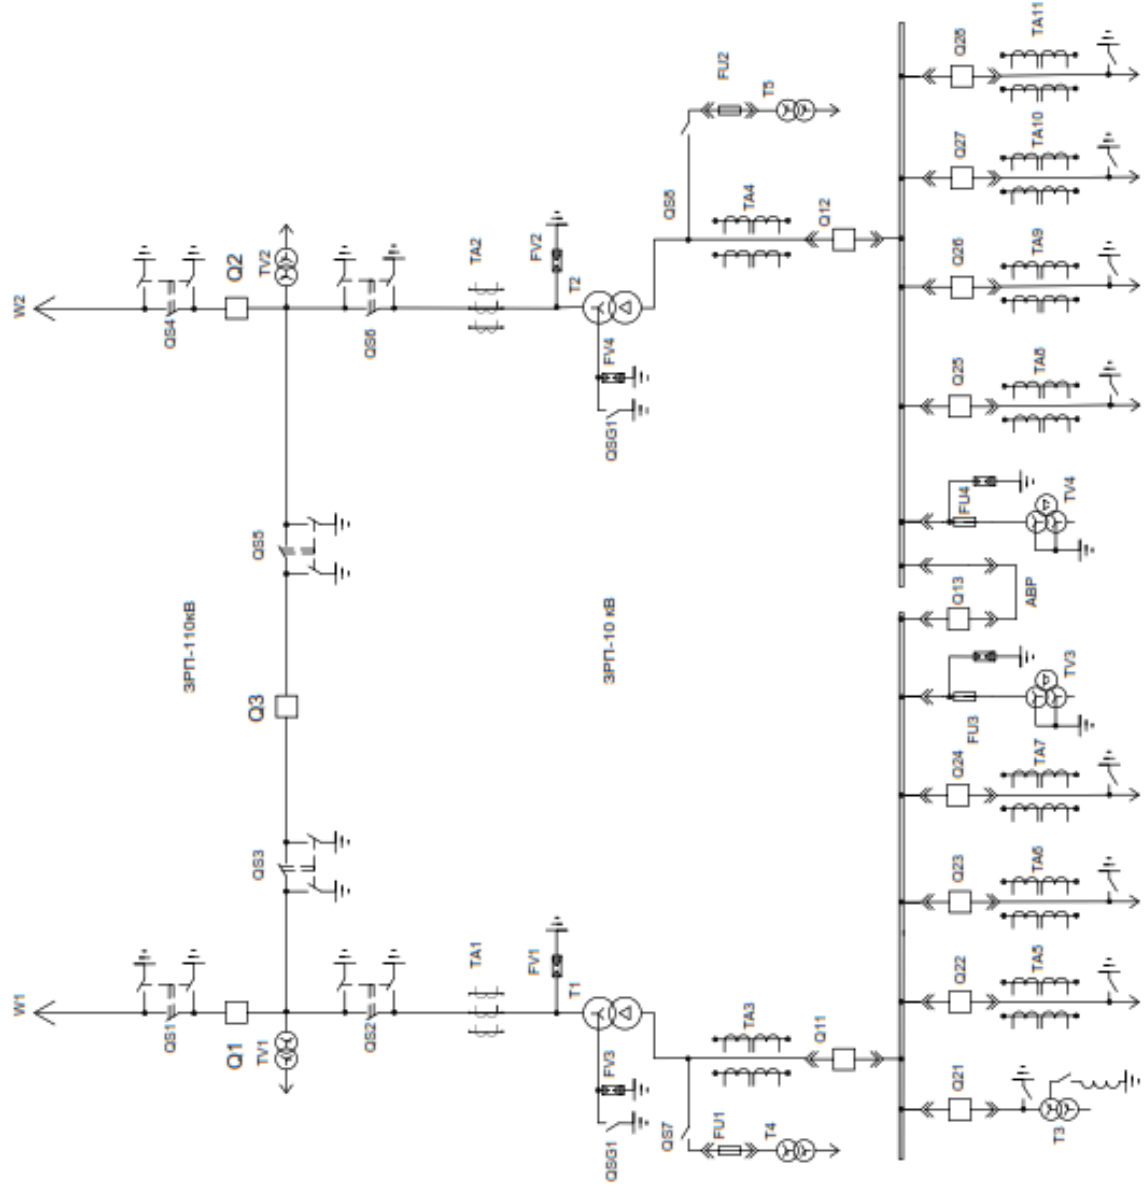 W1
W2
QS1
QS4
Q1
Q2
TV1
TV2
QS3
Q3
QS5
ЗРП-110кВ
QS2
QS6
TA1
TA2
FV1
FV2
T1
T2
FV3
FV4
QSG1
QSG1
ЗРП-10 кВ
QS7
QS8
FU1
FU2
T4
T5
TA3
TA4
Q11
Q12
Q21
Q22
Q23
Q24
FU3
Q13
FU4
Q25
Q26
Q27
Q28
T3
TA5
TA6
TA7
TV3
АВР
TV4
TA8
TA9
TA10
TA11